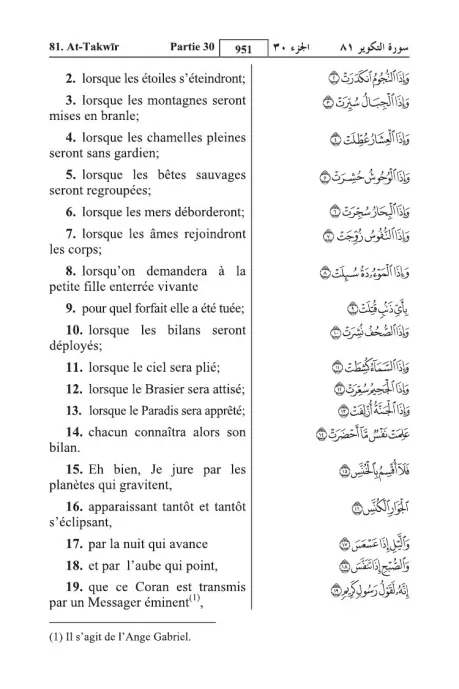 81. At-Takwīr Partie 30 951 الجزء ٣٠ سورة التكوير ٨١
2. lorsque les étoiles s’éteindront;
وَإِذَا ٱلنُّجُومُ ٱنكَدَرَتْ ٢
3. lorsque les montagnes seront
mises en branle;
وَإِذَا ٱلْجِبَالُ سُيِّرَتْ ٣
4. lorsque les chamelles pleines
seront sans gardien;
وَإِذَا ٱلْعِشَارُ عُطِّلَتْ ٤
5. lorsque les bêtes sauvages
seront regroupées;
وَإِذَا ٱلْوُحُوشُ حُشِرَتْ ٥
6. lorsque les mers déborderont;
وَإِذَا ٱلْبِحَارُ سُجِّرَتْ ٦
7. lorsque les âmes rejoindront
les corps;
وَإِذَا ٱلنُّفُوسُ زُوِّجَتْ ٧
8. lorsqu’on demandera à la
petite fille enterrée vivante
وَإِذَا ٱلْمَوْءُۥدَةُ سُئِلَتْ ٨
9. pour quel forfait elle a été tuée;
بِأَيِّ ذَنۢبٍ قُتِلَتْ ٩
10. lorsque les bilans seront
déployés;
وَإِذَا ٱلصُّحُفُ نُشِرَتْ ١٠
11. lorsque le ciel sera plié;
وَإِذَا ٱلسَّمَآءُ كُشِطَتْ ١١
12. lorsque le Brasier sera attisé;
وَإِذَا ٱلْجَحِيمُ سُعِّرَتْ ١٢
13. lorsque le Paradis sera apprêté;
وَإِذَا ٱلْجَنَّةُ أُزْلِفَتْ ١٣
14. chacun connaîtra alors son
bilan.
عَلِمَتْ نَفْسٌ مَّآ أَحْضَرَتْ ١٤
15. Eh bien, Je jure par les
planètes qui gravitent,
فَلَآ أُقْسِمُ بِٱلْخُنَّسِ ١٥
16. apparaissant tantôt et tantôt
s’éclipsant,
ٱلْجَوَارِ ٱلْكُنَّسِ ١٦
17. par la nuit qui avance
وَٱلَّيْلِ إِذَا عَسْعَسَ ١٧
18. et par l’aube qui point,
وَٱلصُّبْحِ إِذَا تَنَفَّسَ ١٨
19. que ce Coran est transmis
par un Messager éminent(1),
إِنَّهُۥ لَقَوْلُ رَسُولٍ كَرِيمٍ ١٩
(1) Il s’agit de l’Ange Gabriel.